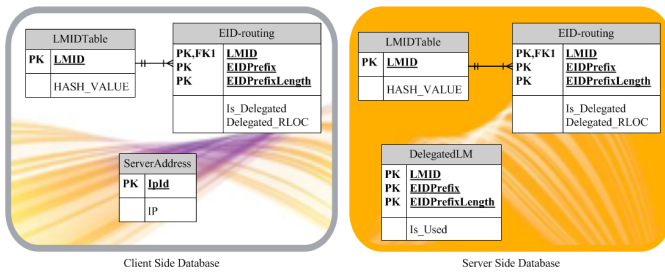 LMIDTable
PK LMID
HASH_VALUE
EID-routing
PK,FK1 LMID
PK EIDPrefix
PK EIDPrefixLength
Is_Delegated
Delegated_RLOC
ServerAddress
PK IpId
IP
Client Side Database
LMIDTable
PK LMID
HASH_VALUE
EID-routing
PK,FK1 LMID
PK EIDPrefix
PK EIDPrefixLength
Is_Delegated
Delegated_RLOC
DelegatedLM
PK LMID
PK EIDPrefix
PK EIDPrefixLength
Is_Used
Server Side Database